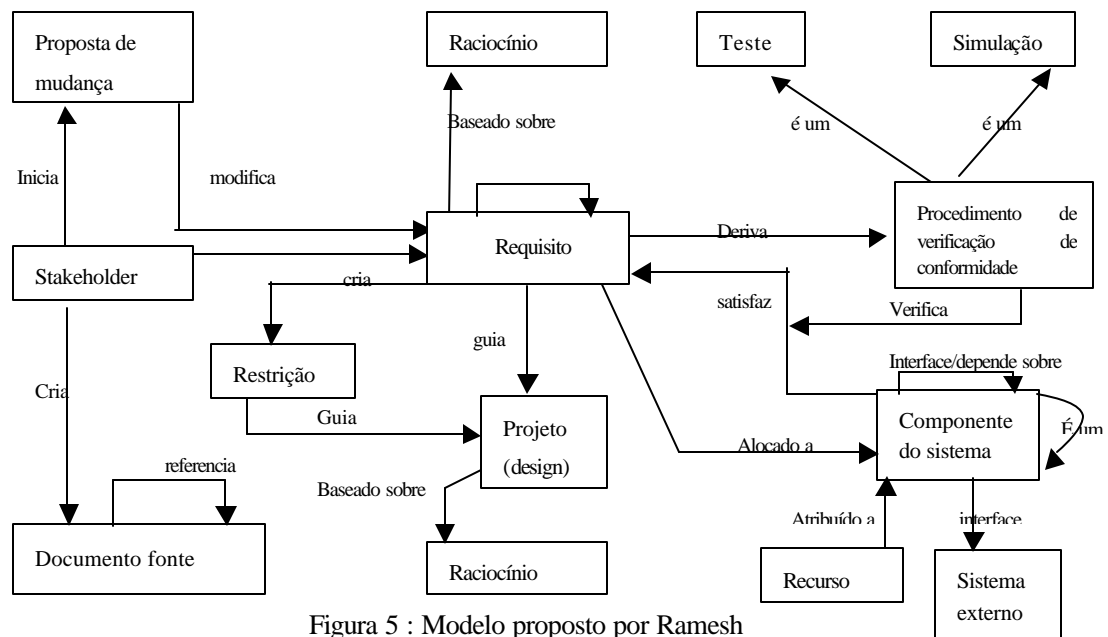 Proposta de
mudança
Raciocínio
Teste
Simulação
Baseado sobre
é um
é um
Inicia
modifica
Procedimento de
verificação de
conformidade
Requisito
Deriva
Stakeholder
cria
satisfaz
Verifica
guia
Restrição
Interface/depende sobre
Cria
Guia
Projeto
(design)
Componente
do sistema
É um
Alocado a
referencia
Baseado sobre
Atribuído a
interface
Documento fonte
Raciocínio
Recurso
Sistema
externo
Figura 5 : Modelo proposto por Ramesh